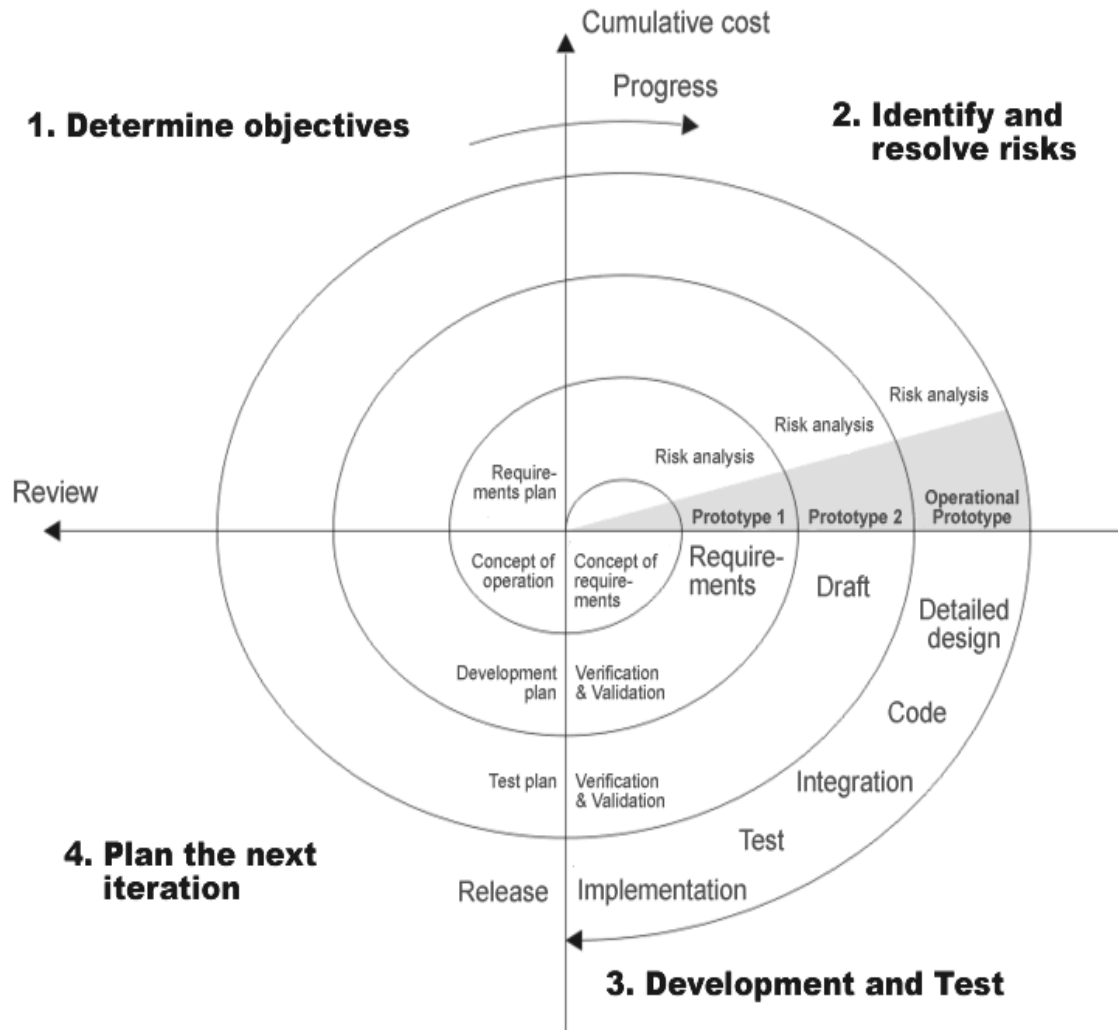 Cumulative cost
Progress
1. Determine objectives
2. Identify and
resolve risks
Risk analysis
Risk analysis
Risk analysis
Require-
ments plan
Review
Prototype 1
Prototype 2
Operational
Prototype
Concept of
operation
Concept of
require-
ments
Require-
ments
Draft
Detailed
design
Development
plan
Verification
& Validation
Code
Test plan
Verification
& Validation
Integration
Test
4. Plan the next
iteration
Release
Implementation
3. Development and Test